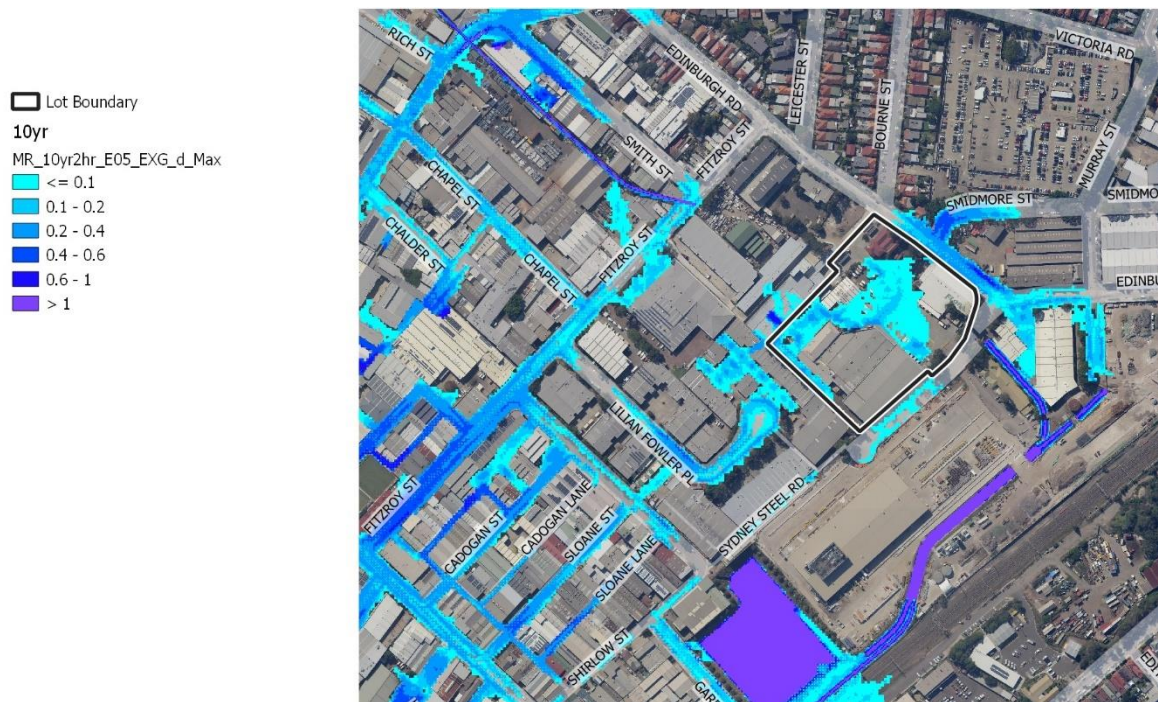 Lot Boundary
10yr
MR_10yr2hr_E05_EXG_d_Max
<= 0.1
0.1 - 0.2
0.2 - 0.4
0.4 - 0.6
0.6 - 1
> 1
RICH ST
EDINBURGH RD
LEICESTER ST
BOURNE ST
VICTORIA RD
MURRAY ST
SMITH ST
FITZROY ST
SMIDMORE ST
SMIDMO
CHAPEL ST
CHALDER ST
CHAPEL ST
FITZROY ST
EDINBU
LILIAN FOWLER PL
FITZROY ST
CADOGAN ST
CADOGAN LANE
SLOANE ST
SLOANE LANE
SYDNEY STEEL RD
SHIRLOW ST
GAR
EDI